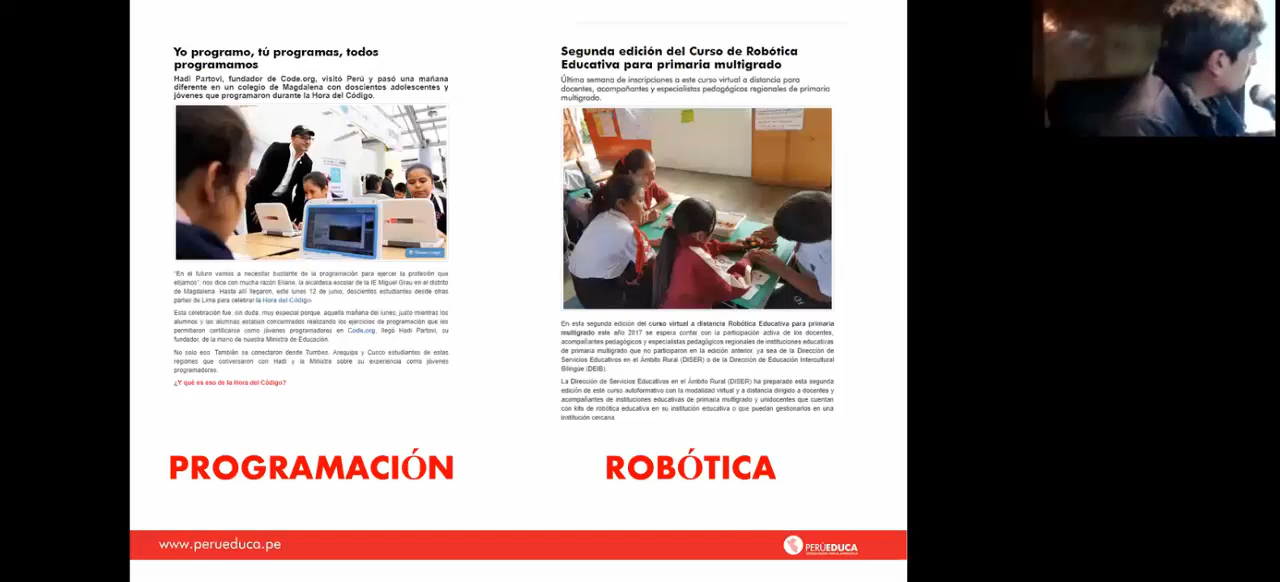 Yo programo, tú programas, todos
programamos
Hadi Partovi, fundador de Code.org, visitó Perú y pasó una mañana
diferente en un colegio de Magdalena con doscientos adolescentes y
jóvenes que programaron durante la Hora del Código.
"En el futuro vamos a necesitar bastante de la programación para ejercer la profesión que
elijamos", nos dice con mucha razón Eliane, la alcaldesa escolar de la IE Miguel Grau en el distrito
de Magdalena. Hasta ahí llegaron, este lunes 12 de junio, doscientos estudiantes desde otras
partes de Lima para celebrar la Hora del Código.
Esta celebración fue, sin duda, muy especial porque, aquella mañana del lunes, justo mientras los
alumnos y las alumnas estaban concentrados realizando los ejercicios de programación que les
permitieron certificarse como jóvenes programadores en Code.org, llegó Hadi Partovi, su
fundador, de la mano de nuestra Ministra de Educación.
No solo eso. También se conectaron desde Tumbes, Arequipa y Cusco estudiantes de estas
regiones que conversaron con Hadi y la Ministra sobre su experiencia como jóvenes
programadores.
¿Y qué es eso de la Hora del Código?
PROGRAMACIÓN
Segunda edición del Curso de Robótica
Educativa para primaria multigrado
Última semana de inscripciones a este curso virtual a distancia para
docentes, acompañantes y especialistas pedagógicos regionales de primaria
multigrado.
En esta segunda edición del curso virtual a distancia Robótica Educativa para primaria
multigrado este año 2017 se espera contar con la participación activa de los docentes,
acompañantes pedagógicos y especialistas pedagógicos regionales de instituciones educativas
de primaria multigrado que no participaron en la edición anterior, ya sea de la Dirección de
Servicios Educativos en el Ámbito Rural (DISER) o de la Dirección de Educación Intercultural
Bilingüe (DEIB).
La Dirección de Servicios Educativos en el Ámbito Rural (DISER) ha preparado esta segunda
edición de este curso autoformativo con la modalidad virtual y a distancia dirigido a docentes y
acompañantes de instituciones educativas de primaria multigrado y unidocentes que cuentan
con kits de robótica educativa en su institución educativa o que puedan gestionarlos en una
institución cercana.
ROBÓTICA
www.perueduca.pe
PERÚEDUCA